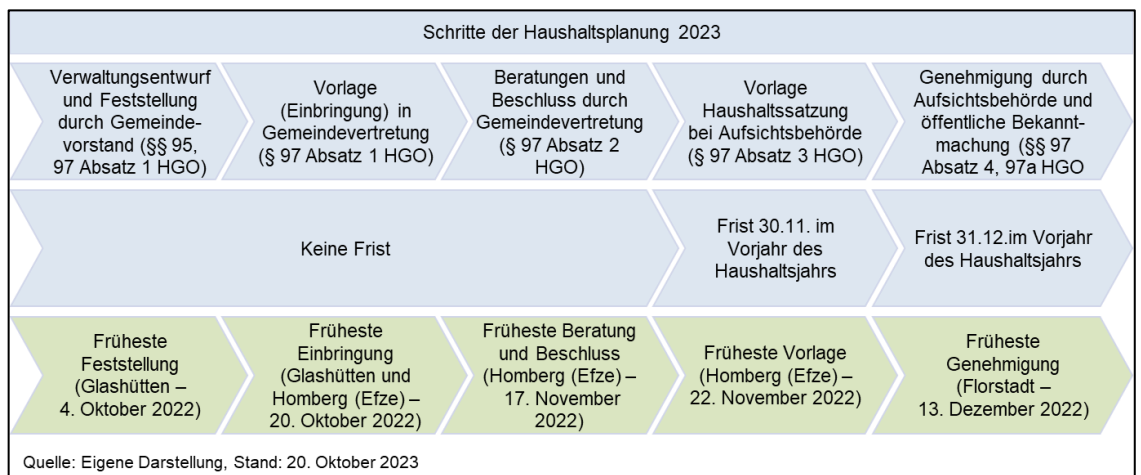 Schritte der Haushaltsplanung 2023
Verwaltungsentwurf
und Feststellung
durch Gemeinde-
vorstand (§§ 95,
97 Absatz 1 HGO)
Vorlage
(Einbringung) in
Gemeindevertretung
(§ 97 Absatz 1 HGO)
Beratungen und
Beschluss durch
Gemeindevertretung
(§ 97 Absatz 2
HGO)
Vorlage
Haushaltssatzung
bei Aufsichtsbehörde
(§ 97 Absatz 3 HGO)
Genehmigung durch
Aufsichtsbehörde und
öffentliche Bekannt-
machung (§§ 97
Absatz 4, 97a HGO
Keine Frist
Frist 30.11. im
Vorjahr des
Haushaltsjahrs
Frist 31.12.im Vorjahr
des Haushaltsjahrs
Früheste
Feststellung
(Glashütten –
4. Oktober 2022)
Früheste
Einbringung
(Glashütten und
Homberg (Efze) –
20. Oktober 2022)
Früheste Beratung
und Beschluss
(Homberg (Efze) –
17. November
2022)
Früheste Vorlage
(Homberg (Efze) –
22. November 2022)
Früheste
Genehmigung
(Florstadt –
13. Dezember 2022)
Quelle: Eigene Darstellung, Stand: 20. Oktober 2023